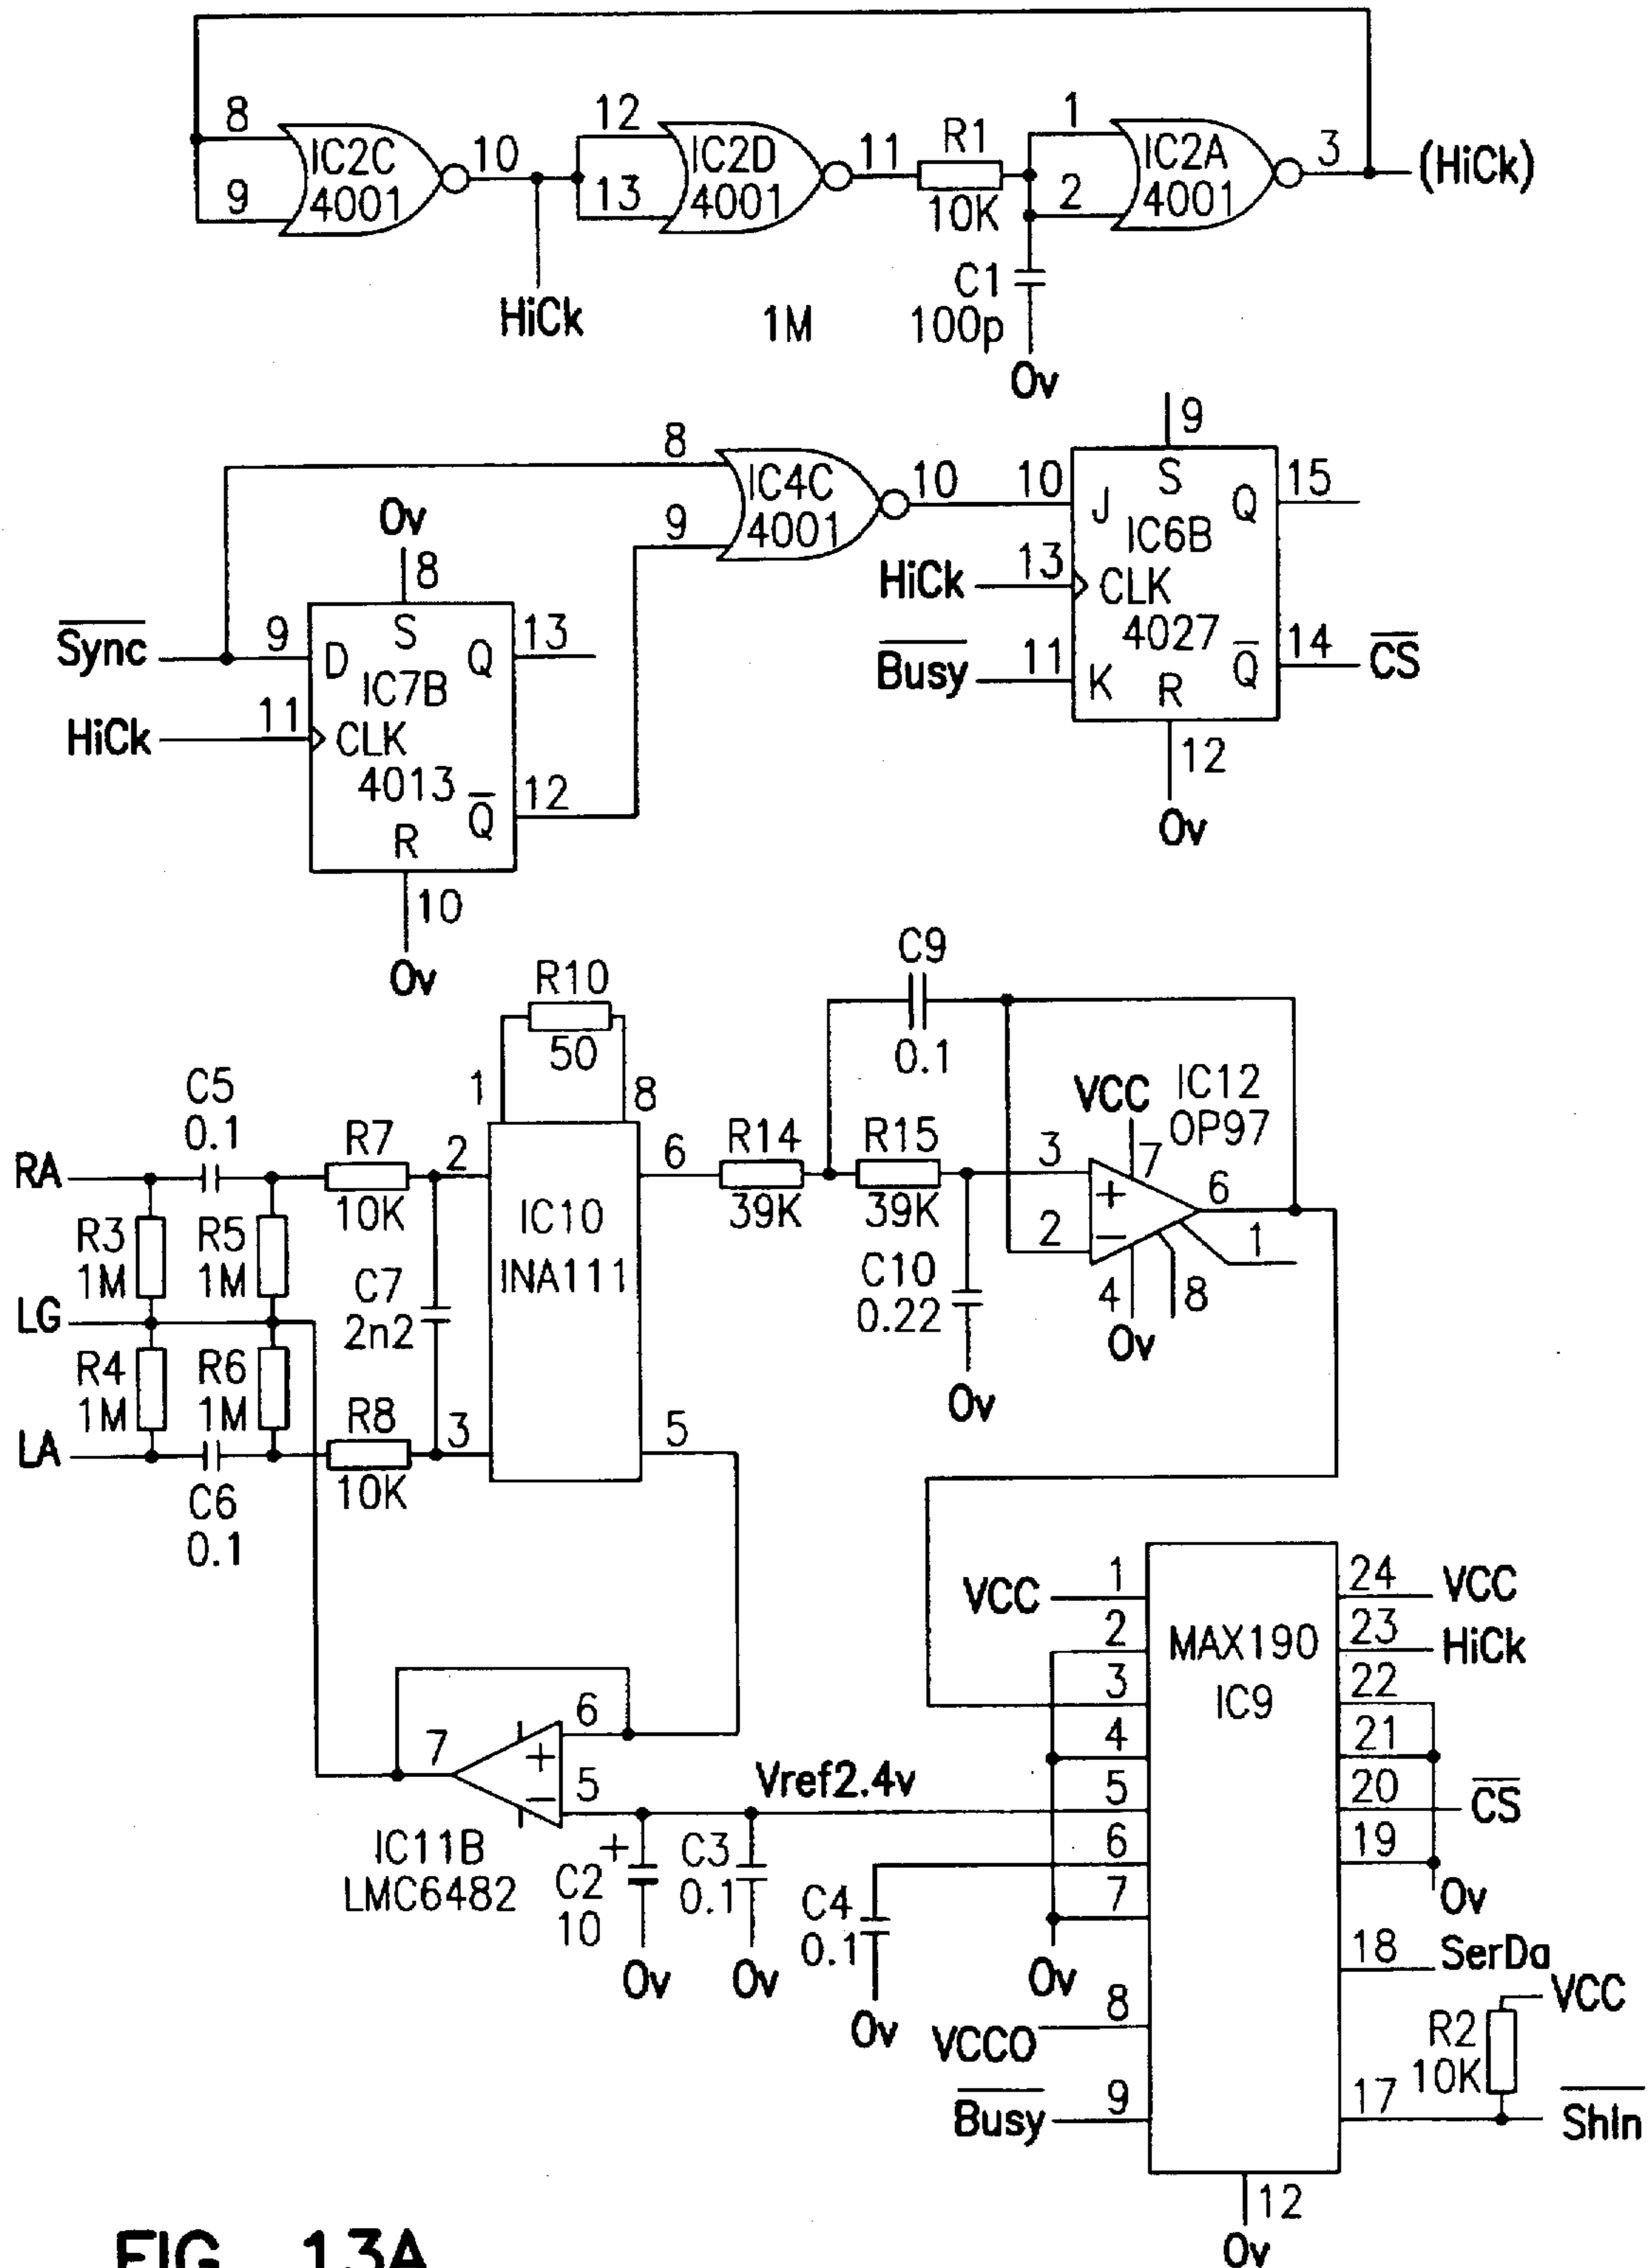 8
9
IC2C
4001
10
HiCk
12
13
IC2D
4001
11
R1
10K
1M
C1
100p
0v
1
2
IC2A
4001
3
(HiCk)
Sync
HiCk
0v
8
9
11
D
S
Q
13
IC7B
CLK
4013
Q
12
R
10
0v
8
9
IC4C
4001
10
HiCk
Busy
10
13
11
9
J
S
Q
15
IC6B
CLK
4027
K
R
Q
14
CS
12
0v
RA
LG
LA
C5
0.1
R3
1M
R5
1M
R4
1M
R6
1M
C6
0.1
R7
10K
C7
2n2
R8
10K
R10
50
1
8
2
3
IC10
INA111
6
5
R14
39K
R15
39K
C9
0.1
C10
0.22
0v
VCC
IC12
OP97
7
3
+
2
−
6
1
4
8
0v
7
6
+
5
−
IC11B
LMC6482
Vref2.4v
+
C2
10
0v
C3
0.1
0v
C4
0.1
0v
VCC
1
2
3
4
5
6
7
0v
VCCO
8
Busy
9
MAX190
IC9
24
VCC
23
HiCk
22
21
20
CS
19
0v
18
SerDa
VCC
R2
10K
17
ShIn
12
0v
FIG. 13A